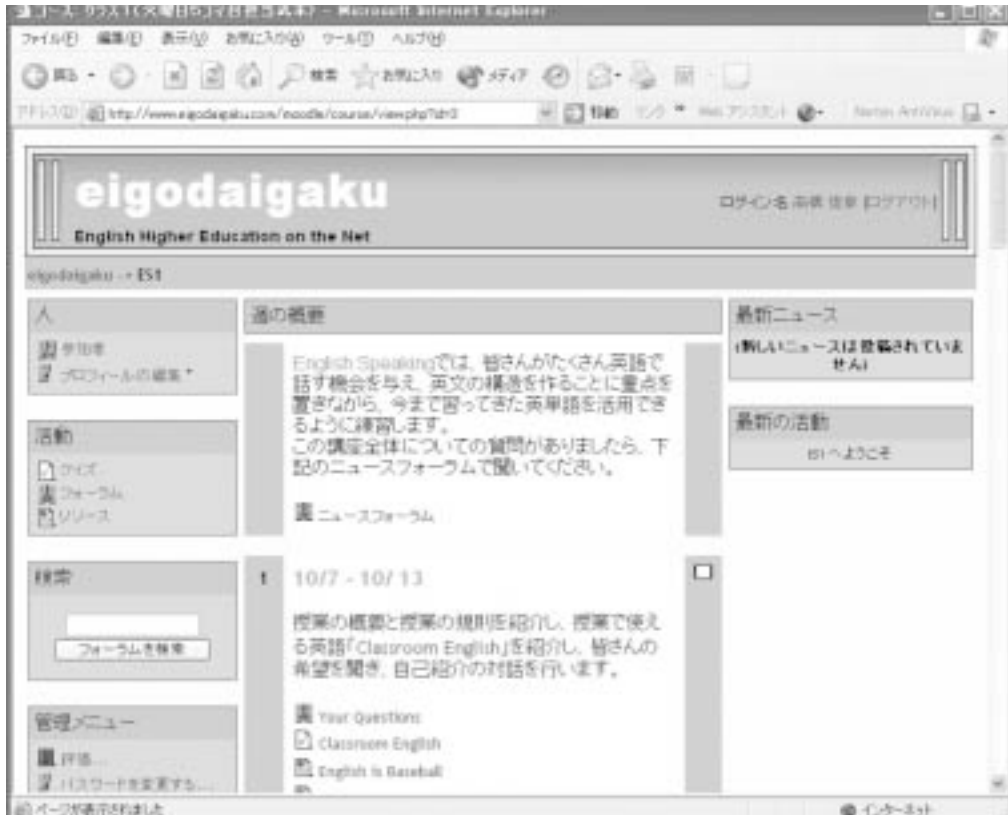 Microsoft Internet Explorer
ファイル(F) 編集(E) 表示(V) お気に入り(A) ツール(T) ヘルプ(H)
戻る 検索 お気に入り メディア
アドレス(D) http://www.eigodaigaku.com/moodle/course/view.php?id=3 移動 リンク Web アシスタント Norton AntiVirus
eigodaigaku
English Higher Education on the Net
ログイン名 [ログアウト]
eigodaigaku -> ES1
人
参加者
プロフィールの編集
活動
クイズ
フォーラム
リソース
検索
フォーラムを検索
管理メニュー
評価...
パスワードを変更する...
週の概要
English Speakingでは、皆さんがたくさん英語で
話す機会を与え、英文の構造を作ることに重点を
置きながら、今まで習ってきた英単語を活用でき
るように練習します。
この講座全体についての質問がありましたら、下
記のニュースフォーラムで聞いてください。
ニュースフォーラム
1 10/7 - 10/ 13
授業の概要と授業の規則を紹介し、授業で使え
る英語「Classroom English」を紹介し、皆さんの
希望を聞き、自己紹介の対話を行います。
Your Questions
Classroom English
English is Baseball
最新ニュース
(新しいニュースは投稿されていま
せん)
最新の活動
ES1 へようこそ
ページが表示されました インターネット